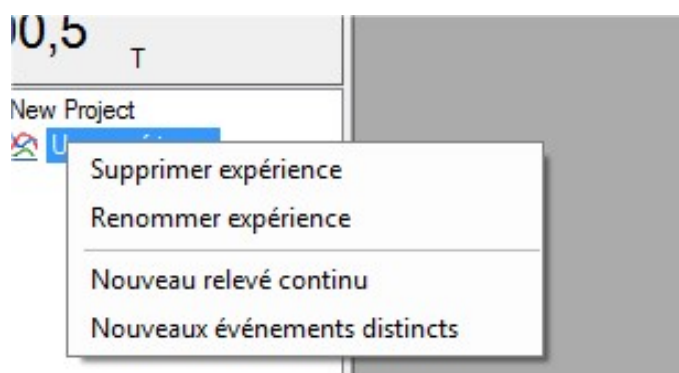 0,5
T
New Project
Supprimer expérience
Renommer expérience
Nouveau relevé continu
Nouveaux événements distincts